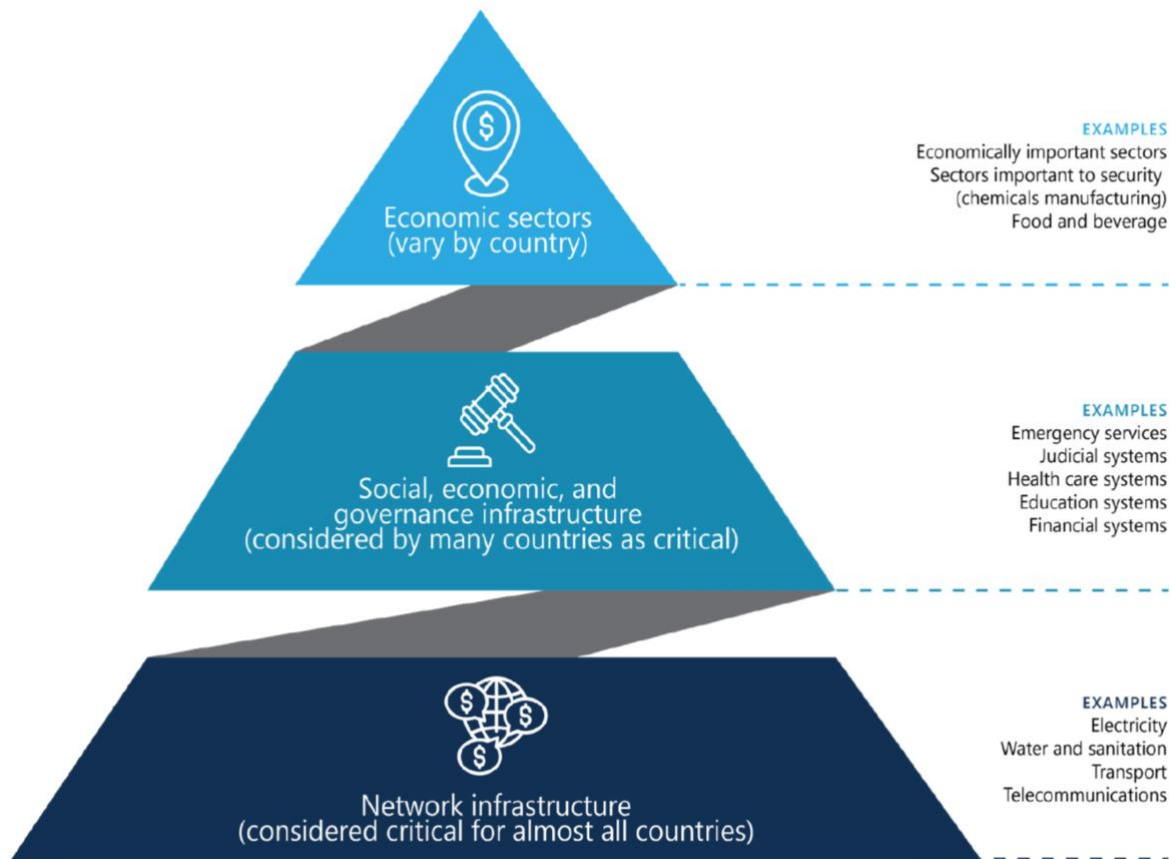 $
Economic sectors
(vary by country)
EXAMPLES
Economically important sectors
Sectors important to security
(chemicals manufacturing)
Food and beverage
Social, economic, and
governance infrastructure
(considered by many countries as critical)
EXAMPLES
Emergency services
Judicial systems
Health care systems
Education systems
Financial systems
$ $
$
Network infrastructure
(considered critical for almost all countries)
EXAMPLES
Electricity
Water and sanitation
Transport
Telecommunications